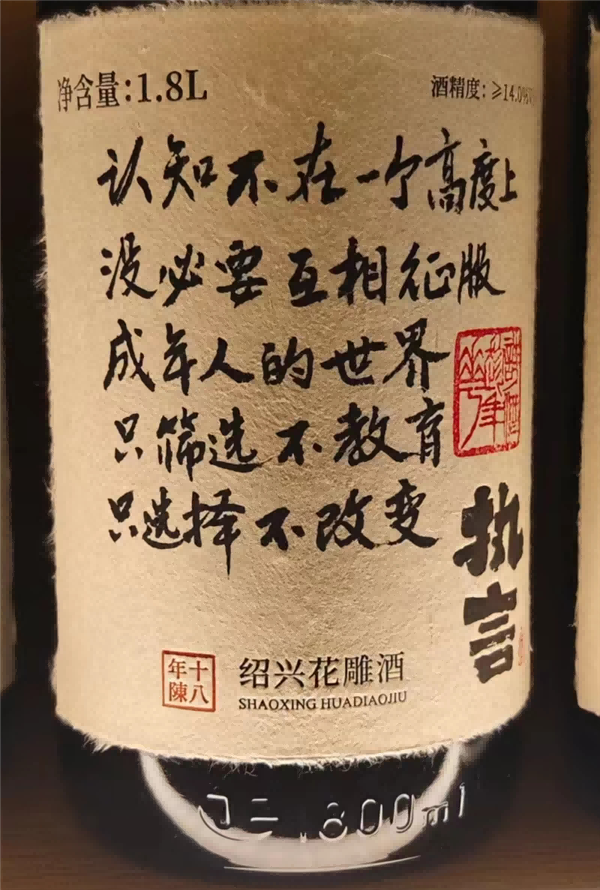 净含量:1.8L
酒精度:≥14.0%
认知不在一个高度上
没必要互相征服
成年人的世界
只筛选不教育
只选择不改变
执言
十八年陳
绍兴花雕酒
SHAOXING HUADIAOJIU
.800ml